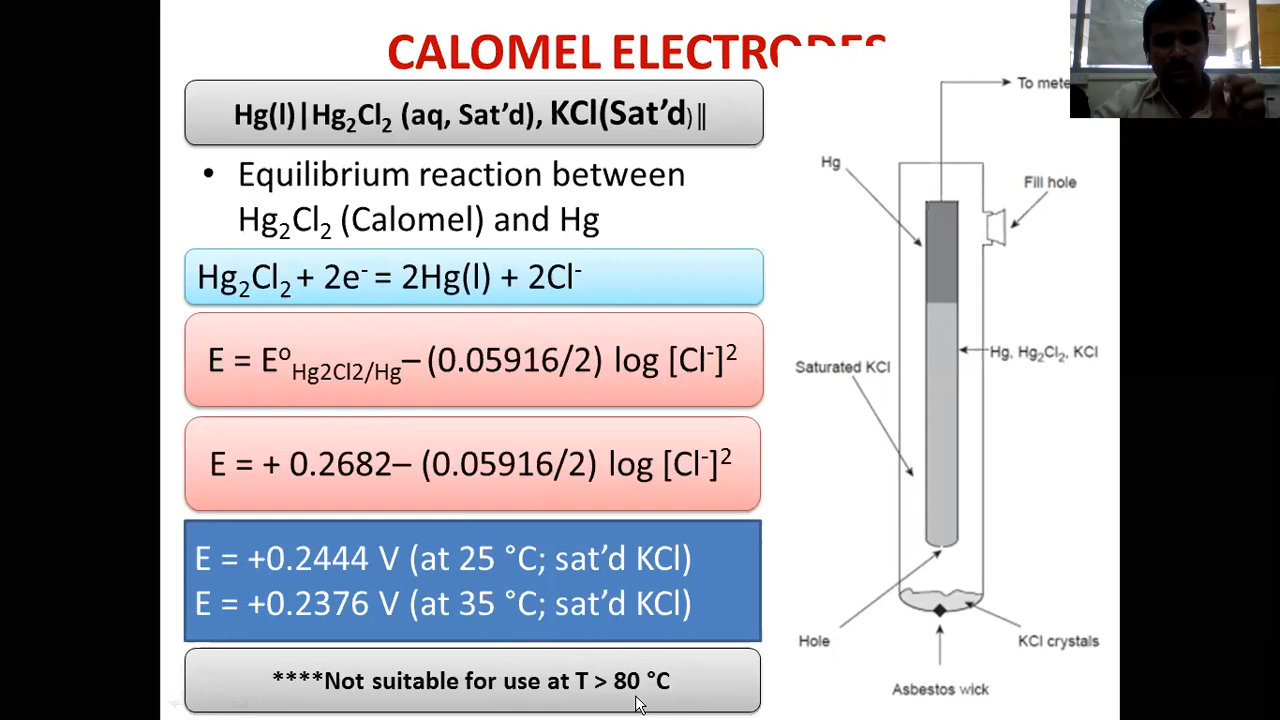 CALOMEL ELECTRODES
Hg(l)|Hg₂Cl₂ (aq, Sat’d), KCl(Sat’d)||
• Equilibrium reaction between
Hg₂Cl₂ (Calomel) and Hg
Hg₂Cl₂ + 2e⁻ = 2Hg(l) + 2Cl⁻
E = Eᵒ Hg2Cl2/Hg – (0.05916/2) log [Cl⁻]²
E = + 0.2682– (0.05916/2) log [Cl⁻]²
E = +0.2444 V (at 25 °C; sat’d KCl)
E = +0.2376 V (at 35 °C; sat’d KCl)
****Not suitable for use at T > 80 °C
To mete
Hg
Fill hole
Hg, Hg₂Cl₂, KCl
Saturated KCl
Hole
KCl crystals
Asbestos wick